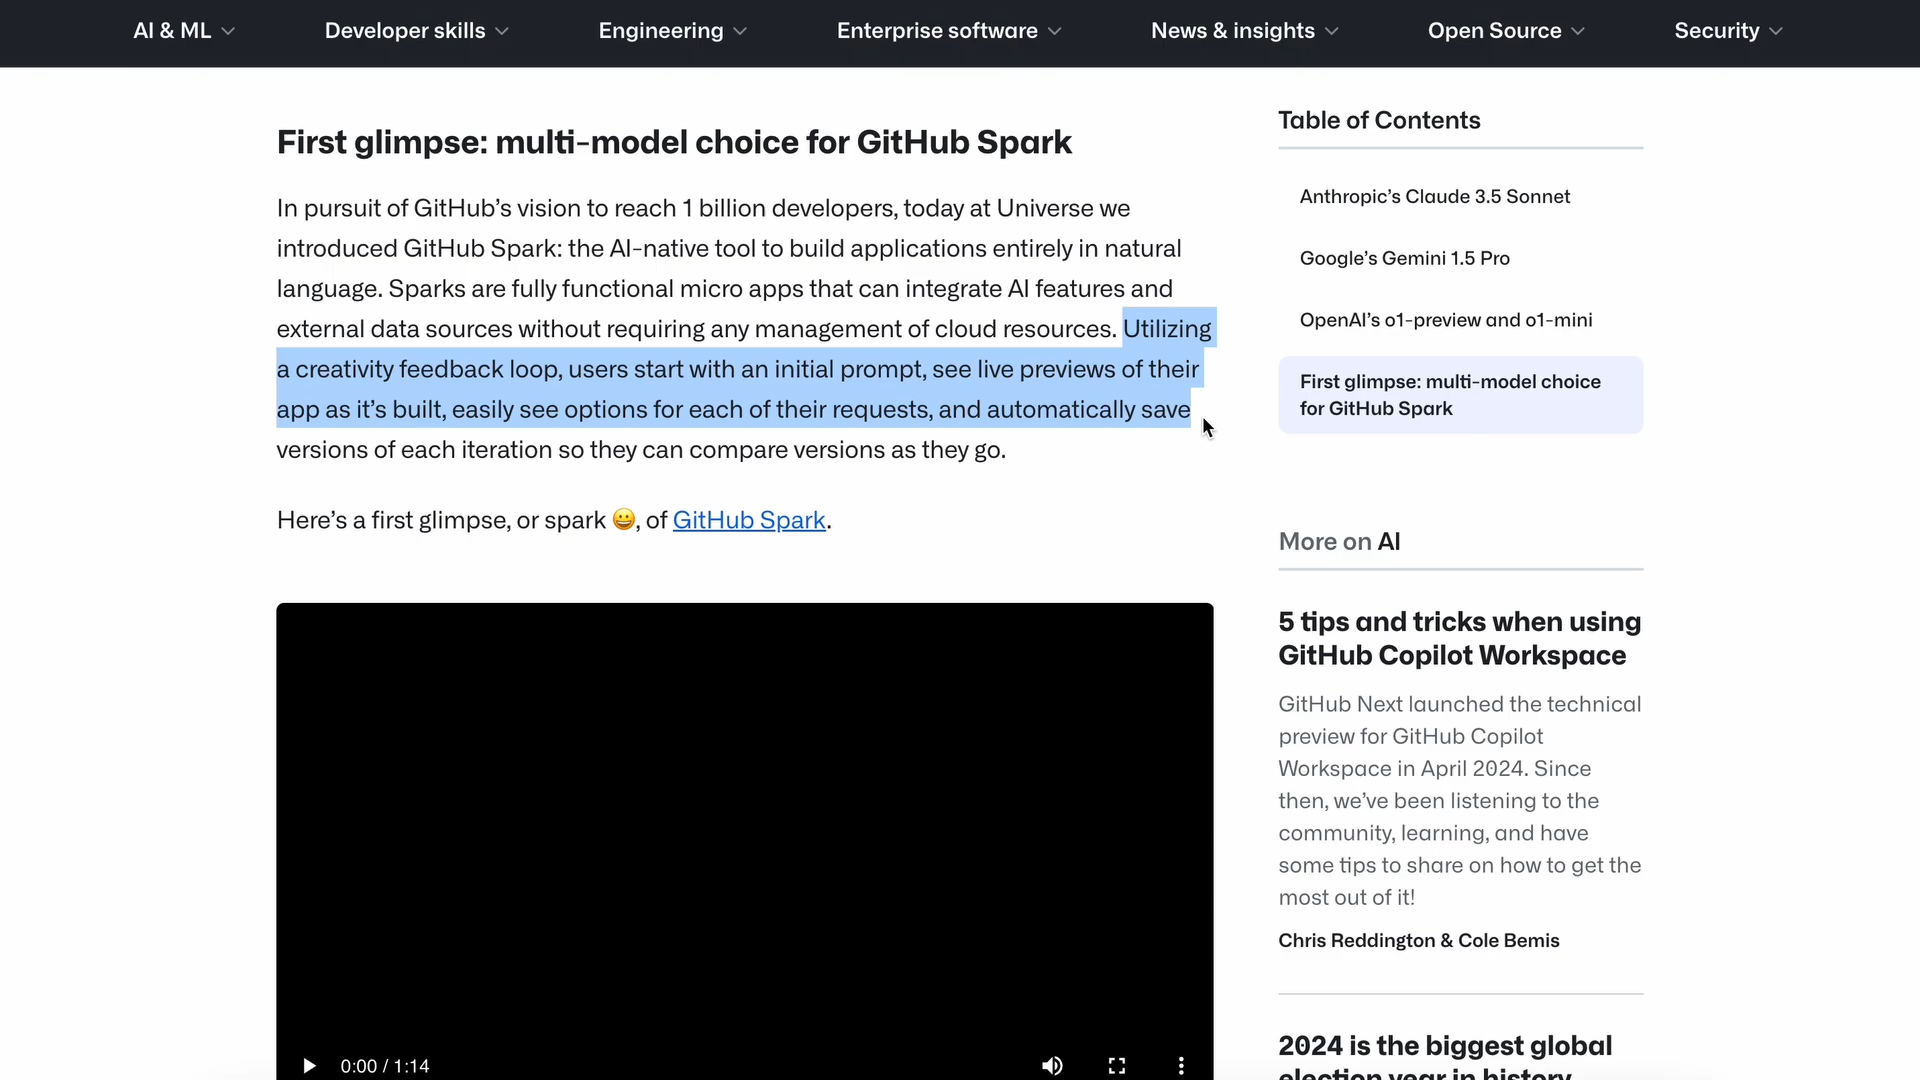 AI & ML
Developer skills
Engineering
Enterprise software
News & insights
Open Source
Security
First glimpse: multi-model choice for GitHub Spark
In pursuit of GitHub’s vision to reach 1 billion developers, today at Universe we
introduced GitHub Spark: the AI-native tool to build applications entirely in natural
language. Sparks are fully functional micro apps that can integrate AI features and
external data sources without requiring any management of cloud resources. Utilizing
a creativity feedback loop, users start with an initial prompt, see live previews of their
app as it’s built, easily see options for each of their requests, and automatically save
versions of each iteration so they can compare versions as they go.
Here’s a first glimpse, or spark 😀, of GitHub Spark.
0:00 / 1:14
Table of Contents
Anthropic’s Claude 3.5 Sonnet
Google’s Gemini 1.5 Pro
OpenAI’s o1-preview and o1-mini
First glimpse: multi-model choice
for GitHub Spark
More on AI
5 tips and tricks when using
GitHub Copilot Workspace
GitHub Next launched the technical
preview for GitHub Copilot
Workspace in April 2024. Since
then, we’ve been listening to the
community, learning, and have
some tips to share on how to get the
most out of it!
Chris Reddington & Cole Bemis
2024 is the biggest global
election year in history